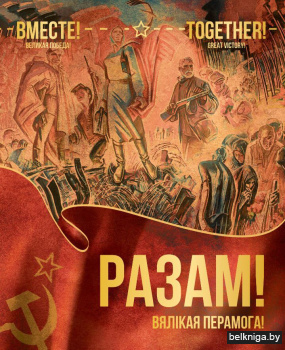 ВМЕСТЕ!
ВЕЛИКАЯ ПОБЕДА!
TOGETHER!
GREAT VICTORY!
РАЗАМ!
ВЯЛІКАЯ ПЕРАМОГА!
belkniga.by